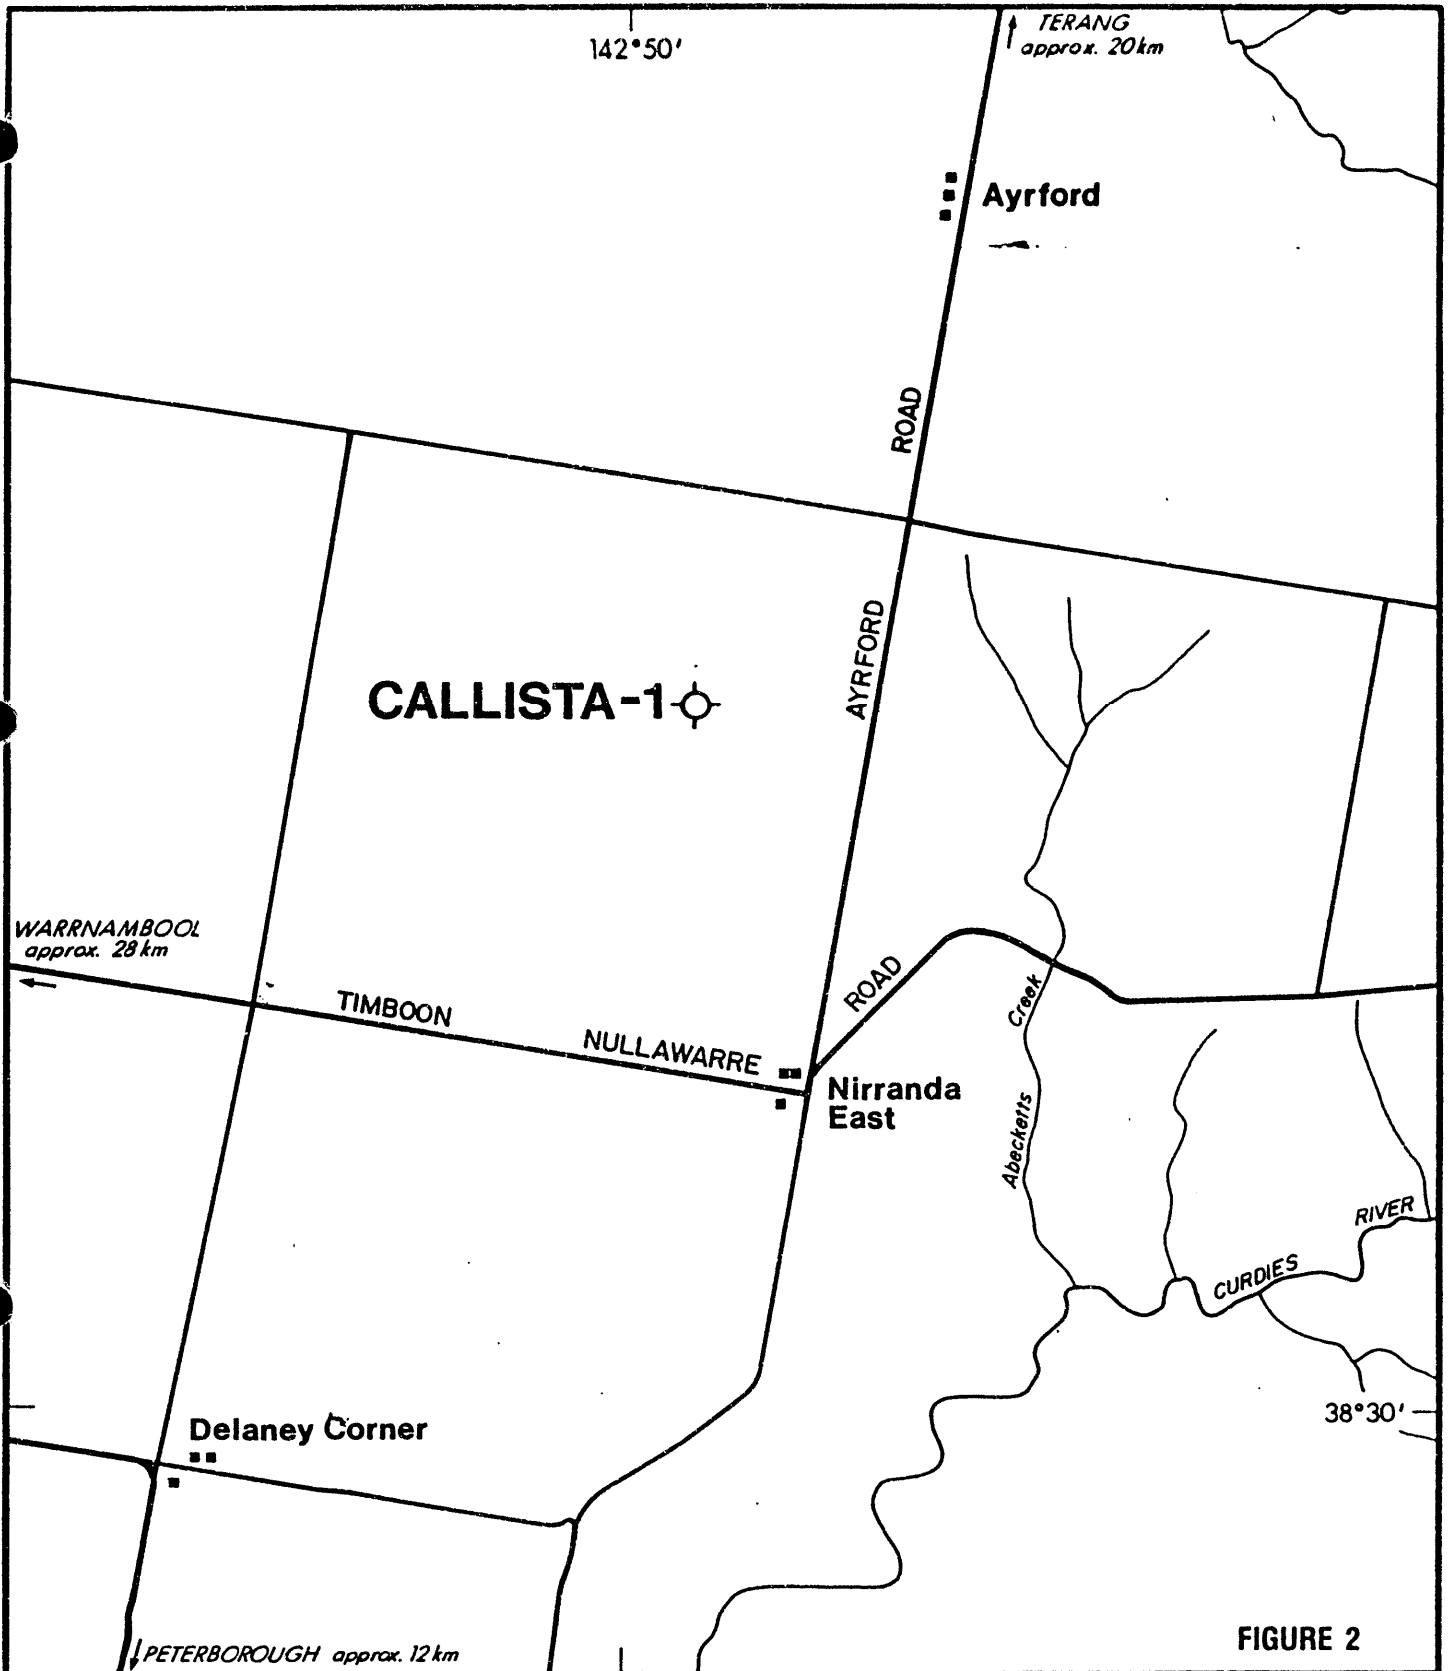 142°50'
TERANG
approx. 20km
Ayrford
ROAD
AYRFORD
CALLISTA-1
WARRNAMBOOL
approx. 28km
TIMBOON
NULLAWARRE
ROAD
Creek
Nirranda
East
Abecketts
RIVER
CURDIES
38°30'
Delaney Corner
PETERBOROUGH approx. 12km
FIGURE 2